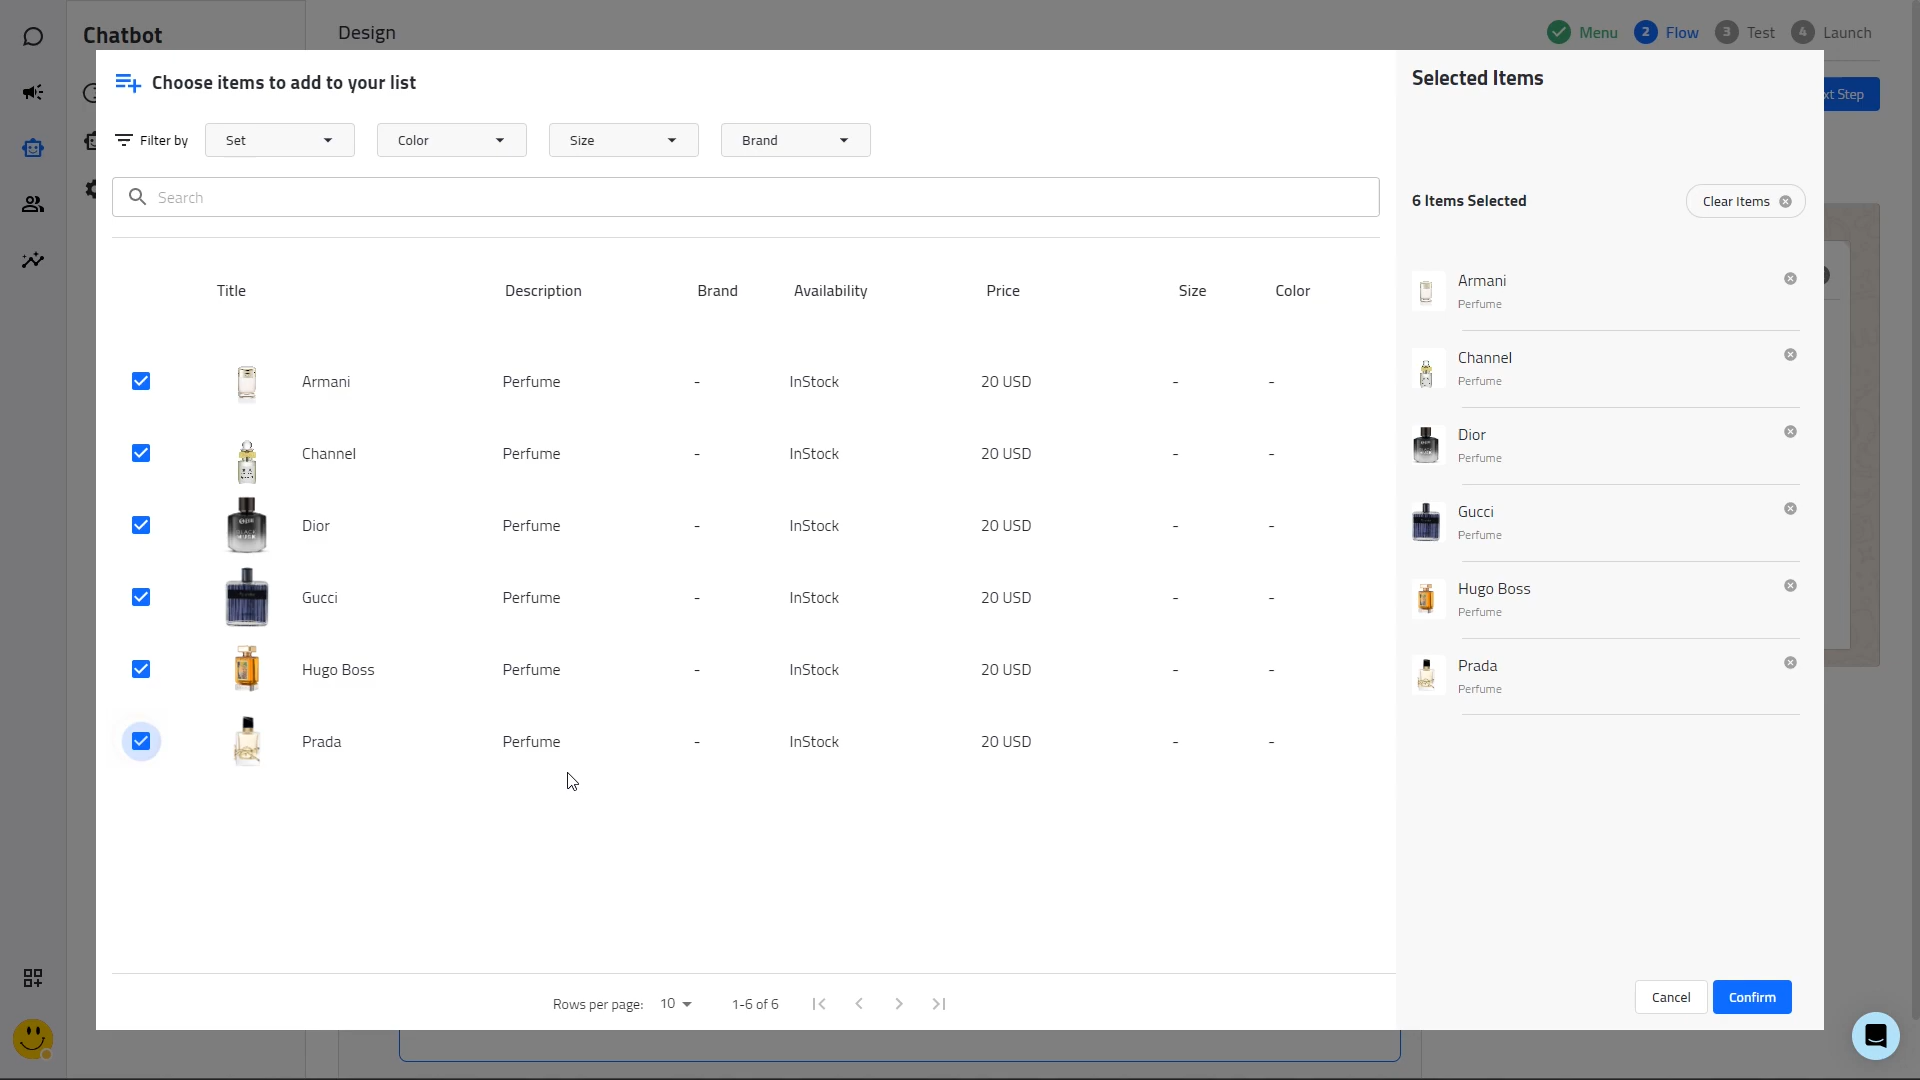 Chatbot
Design
Menu
2 Flow
3 Test
4 Launch
xt Step
Choose items to add to your list
Filter by
Set
Color
Size
Brand
Search
Title Description Brand Availability Price Size Color
Armani Perfume - InStock 20 USD - -
Channel Perfume - InStock 20 USD - -
Dior Perfume - InStock 20 USD - -
Gucci Perfume - InStock 20 USD - -
Hugo Boss Perfume - InStock 20 USD - -
Prada Perfume - InStock 20 USD - -
Rows per page: 10 1-6 of 6
Selected Items
6 Items Selected
Clear Items
Armani
Perfume
Channel
Perfume
Dior
Perfume
Gucci
Perfume
Hugo Boss
Perfume
Prada
Perfume
Cancel
Confirm